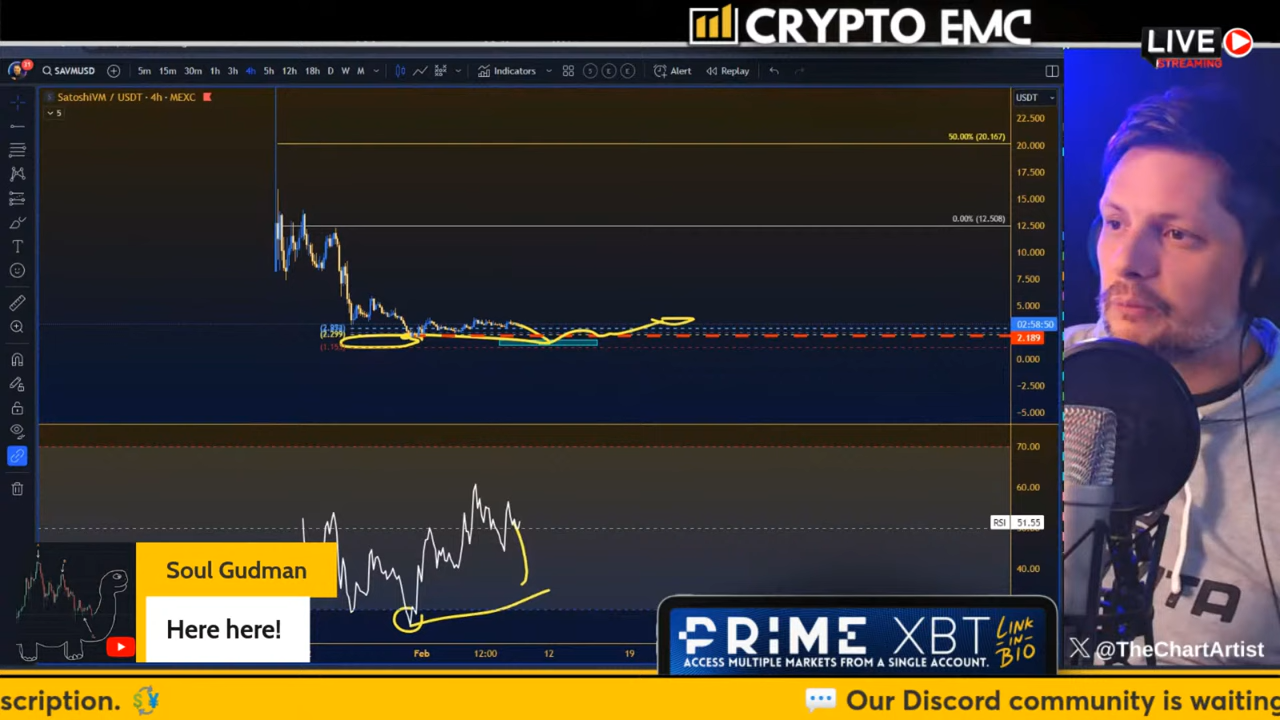 CRYPTO EMC
LIVE
STREAMING
21
SAVMUSD
5m 15m 30m 1h 3h 4h 5h 12h 18h D W M
Indicators
S E E
Alert
Replay
SatoshiVM / USDT · 4h · MEXC
5
USDT
22.500
50.00% (20.167)
20.000
17.500
15.000
0.00% (12.508)
12.500
10.000
7.500
5.000
02:58:50
2.189
(2.299)
0.000
-2.500
-5.000
70.00
60.00
RSI 51.55
40.00
Feb 12:00 12 19
Soul Gudman
Here here!
PRIME XBT
LINK
IN
BIO
ACCESS MULTIPLE MARKETS FROM A SINGLE ACCOUNT.
@TheChartArtist
scription.
Our Discord community is waiting